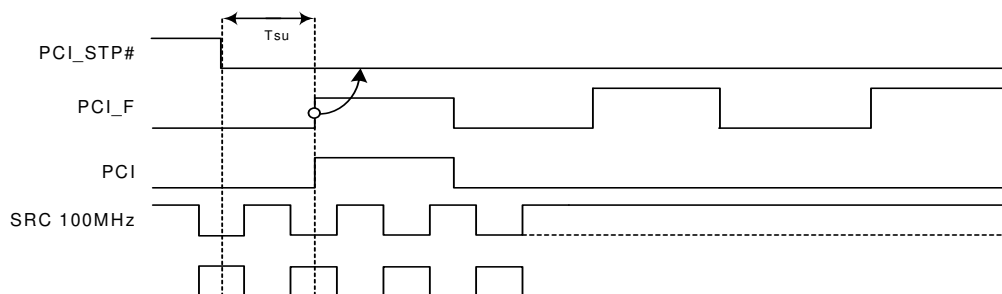 Tsu
PCI_STP#
PCI_F
PCI
SRC 100MHz